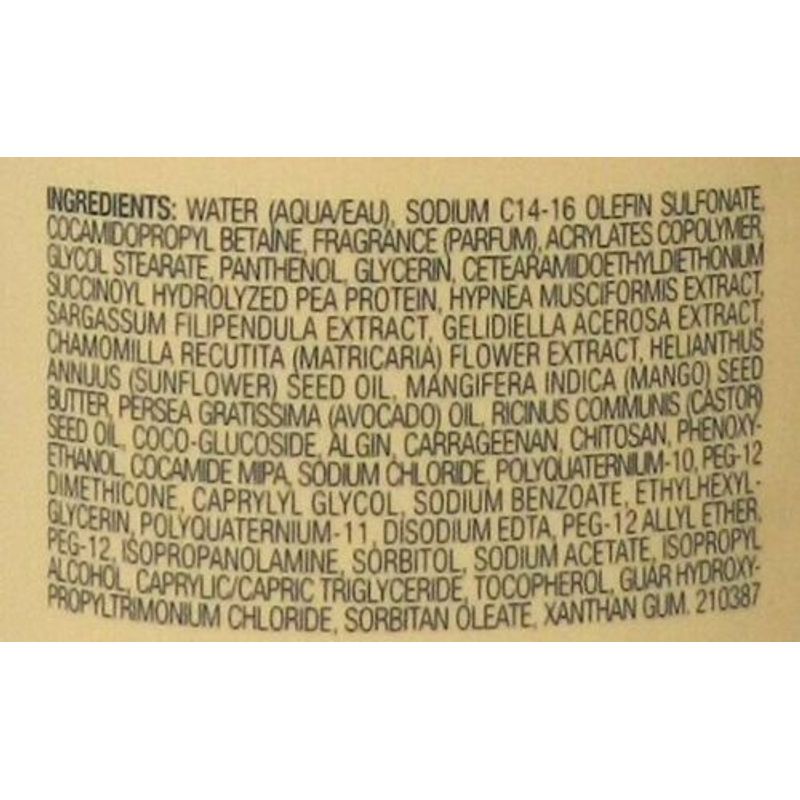 INGREDIENTS: WATER (AQUA/EAU), SODIUM C14-16 OLEFIN SULFONATE,
COCAMIDOPROPYL BETAINE, FRAGRANCE (PARFUM), ACRYLATES COPOLYMER,
GLYCOL STEARATE, PANTHENOL, GLYCERIN, CETEARAMIDOETHYLDIETHONIUM
SUCCINOYL HYDROLYZED PEA PROTEIN, HYPNEA MUSCIFORMIS EXTRACT,
SARGASSUM FILIPENDULA EXTRACT, GELIDIELLA ACEROSA EXTRACT,
CHAMOMILLA RECUTITA (MATRICARIA) FLOWER EXTRACT, HELIANTHUS
ANNUUS (SUNFLOWER) SEED OIL, MANGIFERA INDICA (MANGO) SEED
BUTTER, PERSEA GRATISSIMA (AVOCADO) OIL, RICINUS COMMUNIS (CASTOR)
SEED OIL, COCO-GLUCOSIDE, ALGIN, CARRAGEENAN, CHITOSAN, PHENOXY-
ETHANOL, COCAMIDE MIPA, SODIUM CHLORIDE, POLYQUATERNIUM-10, PEG-12
DIMETHICONE, CAPRYLYL GLYCOL, SODIUM BENZOATE, ETHYLHEXYL-
GLYCERIN, POLYQUATERNIUM-11, DISODIUM EDTA, PEG-12 ALLYL ETHER,
PEG-12, ISOPROPANOLAMINE, SORBITOL, SODIUM ACETATE, ISOPROPYL
ALCOHOL, CAPRYLIC/CAPRIC TRIGLYCERIDE, TOCOPHEROL, GUAR HYDROXY-
PROPYLTRIMONIUM CHLORIDE, SORBITAN OLEATE, XANTHAN GUM. 210387